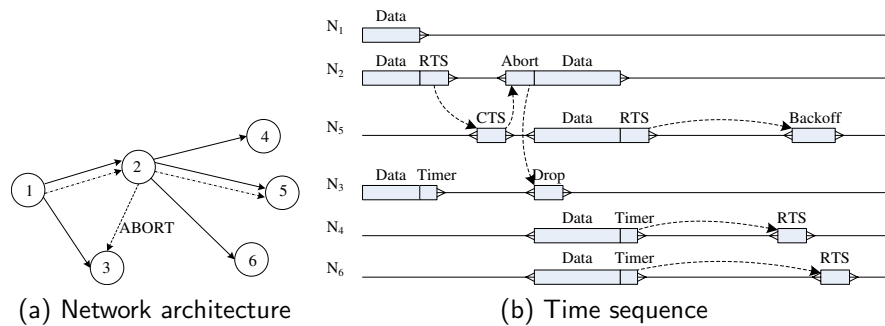 4
2
1
5
ABORT
3
6
(a) Network architecture
N1 Data
N2 Data RTS Abort Data
N5 CTS Data RTS Backoff
N3 Data Timer Drop
N4 Data Timer RTS
N6 Data Timer RTS
(b) Time sequence